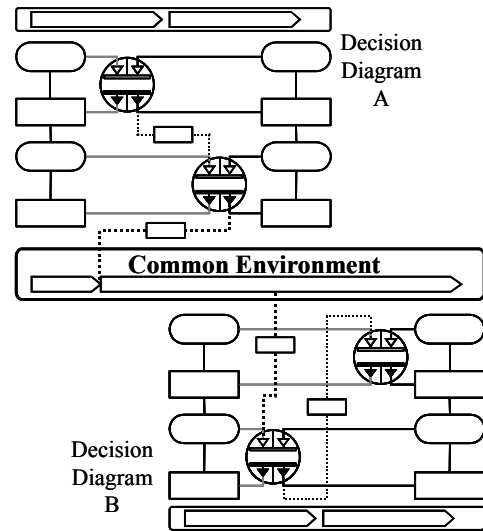 Decision
Diagram
A
Common Environment
Decision
Diagram
B